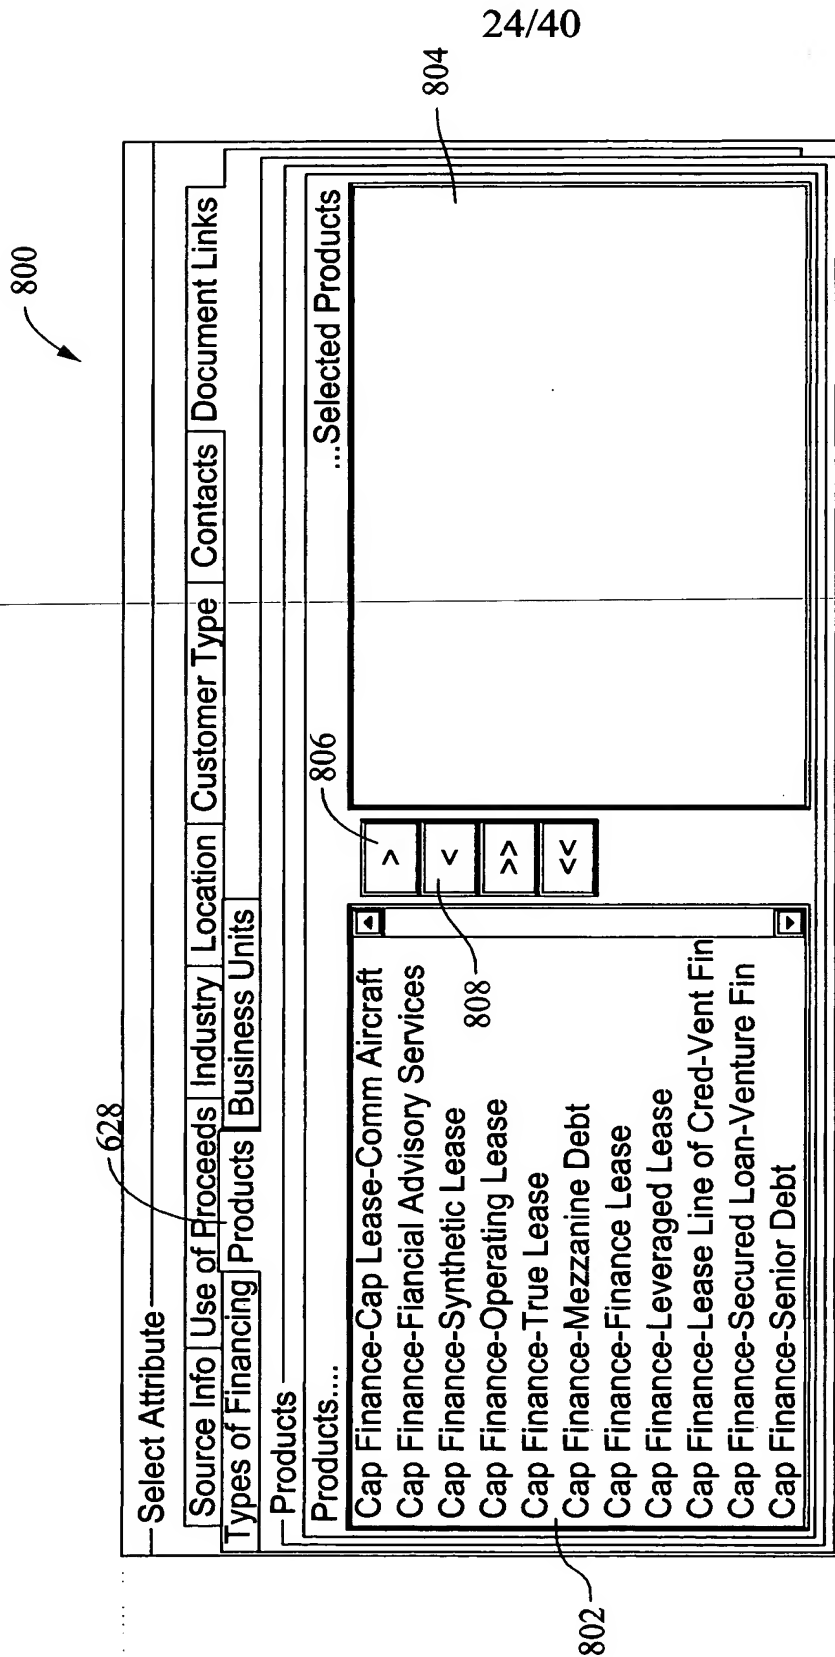 24/40
800
Select Attribute
Source Info Use of Proceeds Industry Location Customer Type Contacts Document Links
628
Types of Financing Products Business Units
Products
Products.... ...Selected Products
804
Cap Finance-Cap Lease-Comm Aircraft
Cap Finance-Fiancial Advisory Services
Cap Finance-Synthetic Lease
Cap Finance-Operating Lease
Cap Finance-True Lease
Cap Finance-Mezzanine Debt
Cap Finance-Finance Lease
Cap Finance-Leveraged Lease
Cap Finance-Lease Line of Cred-Vent Fin
Cap Finance-Secured Loan-Venture Fin
Cap Finance-Senior Debt
806
>
<
>>
<<
808
802